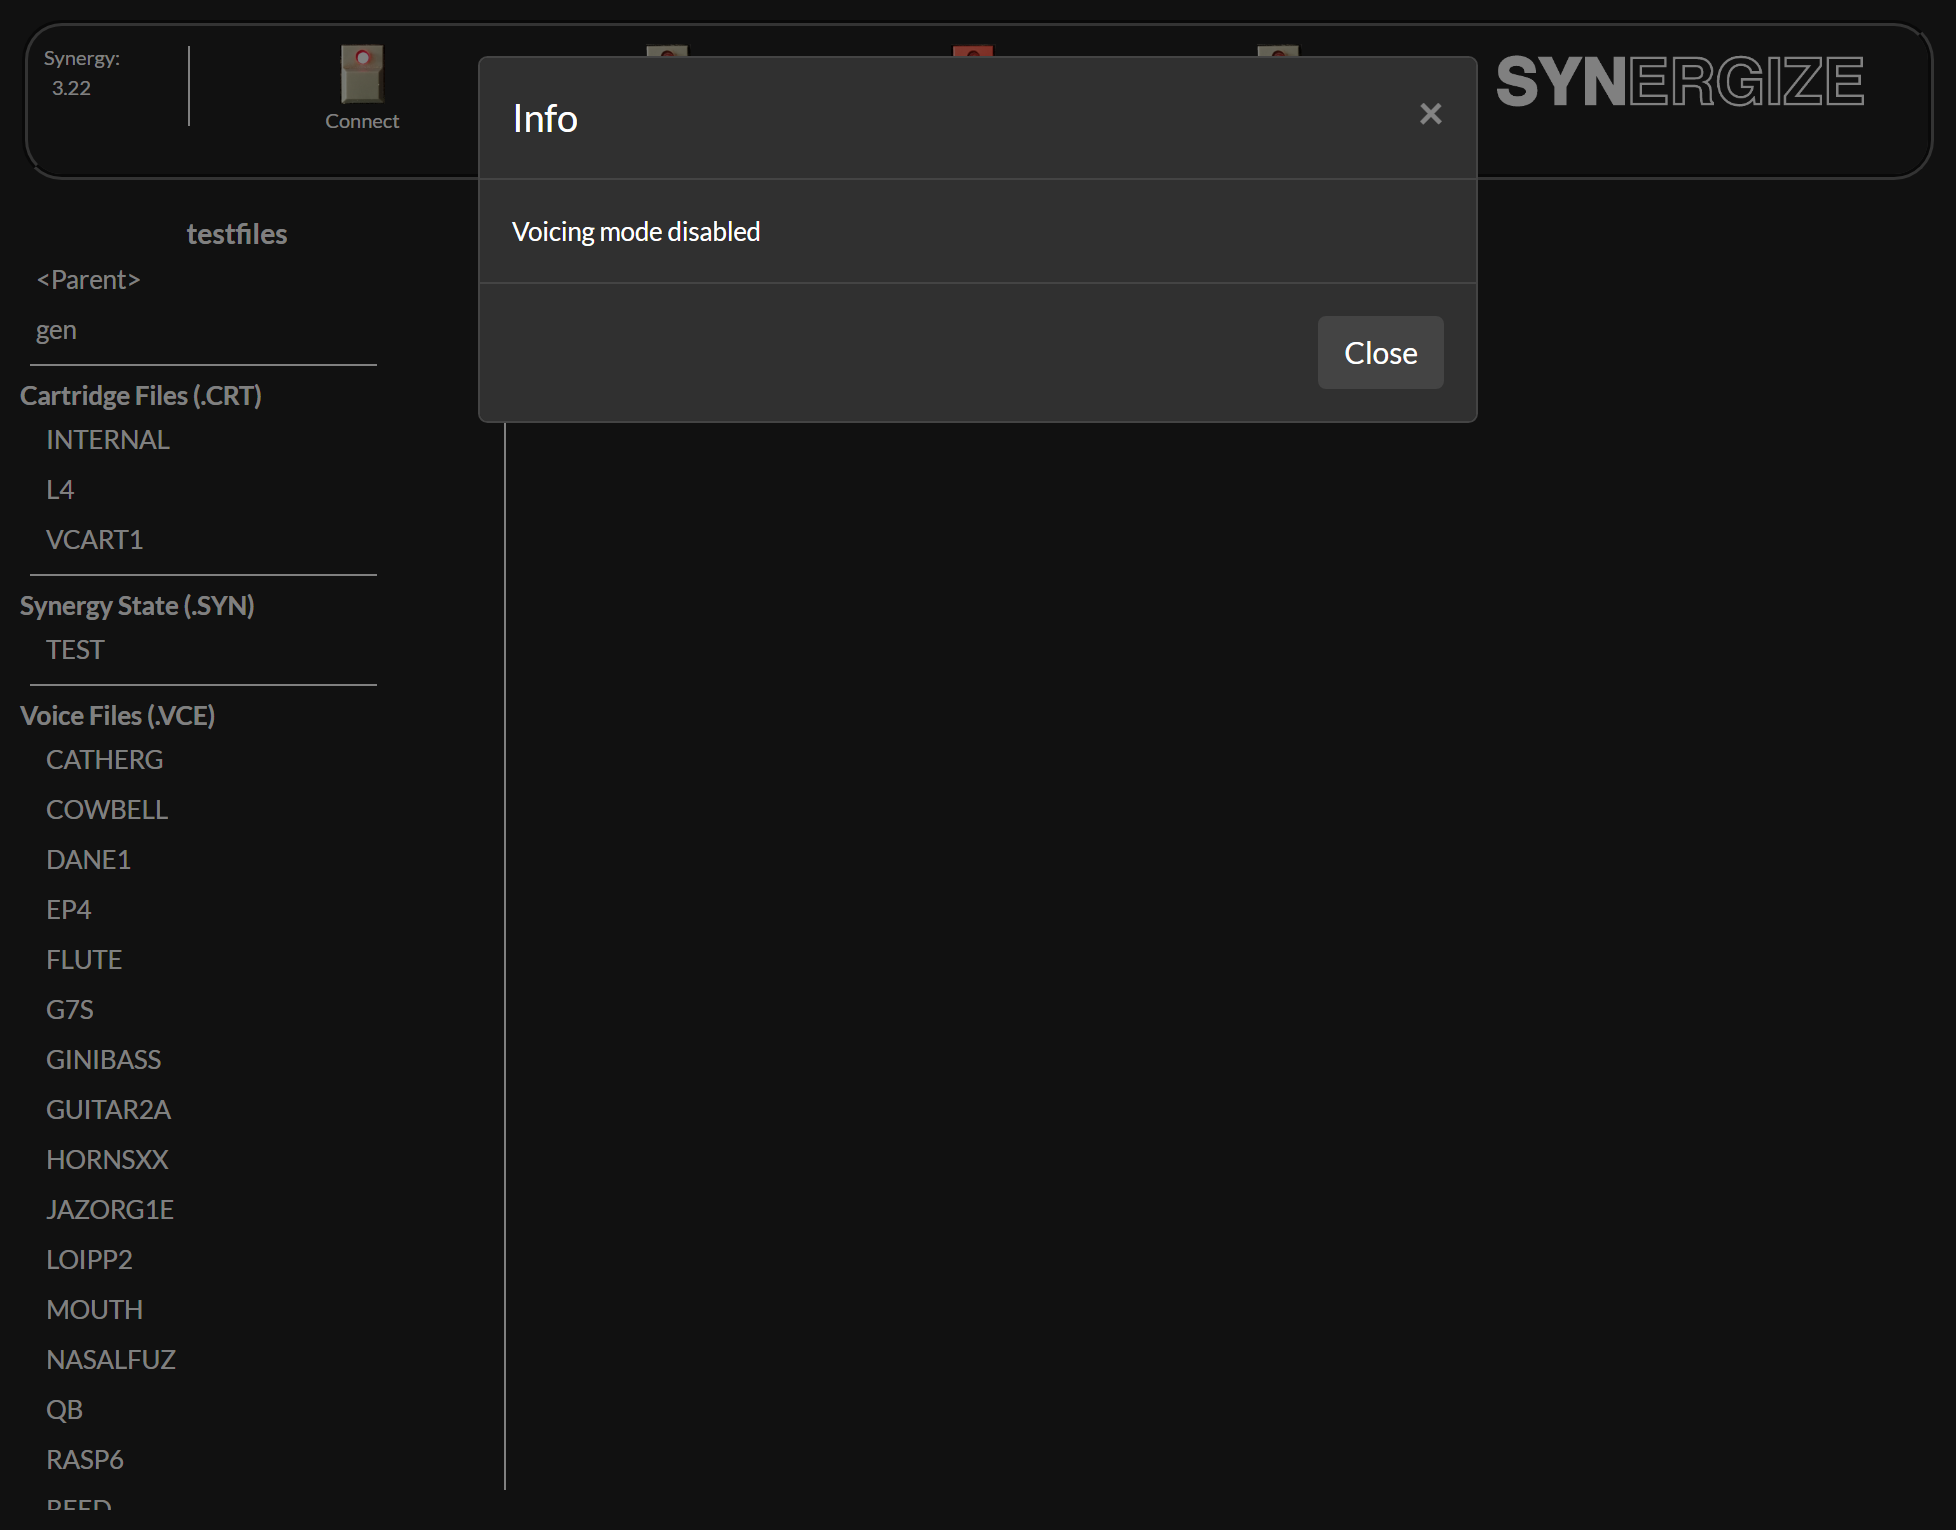 Synergy:
3.22
Connect
SYNERGIZE
Info
×
Voicing mode disabled
Close
testfiles
<Parent>
gen
Cartridge Files (.CRT)
INTERNAL
L4
VCART1
Synergy State (.SYN)
TEST
Voice Files (.VCE)
CATHERG
COWBELL
DANE1
EP4
FLUTE
G7S
GINIBASS
GUITAR2A
HORNSXX
JAZORG1E
LOIPP2
MOUTH
NASALFUZ
QB
RASP6
REED